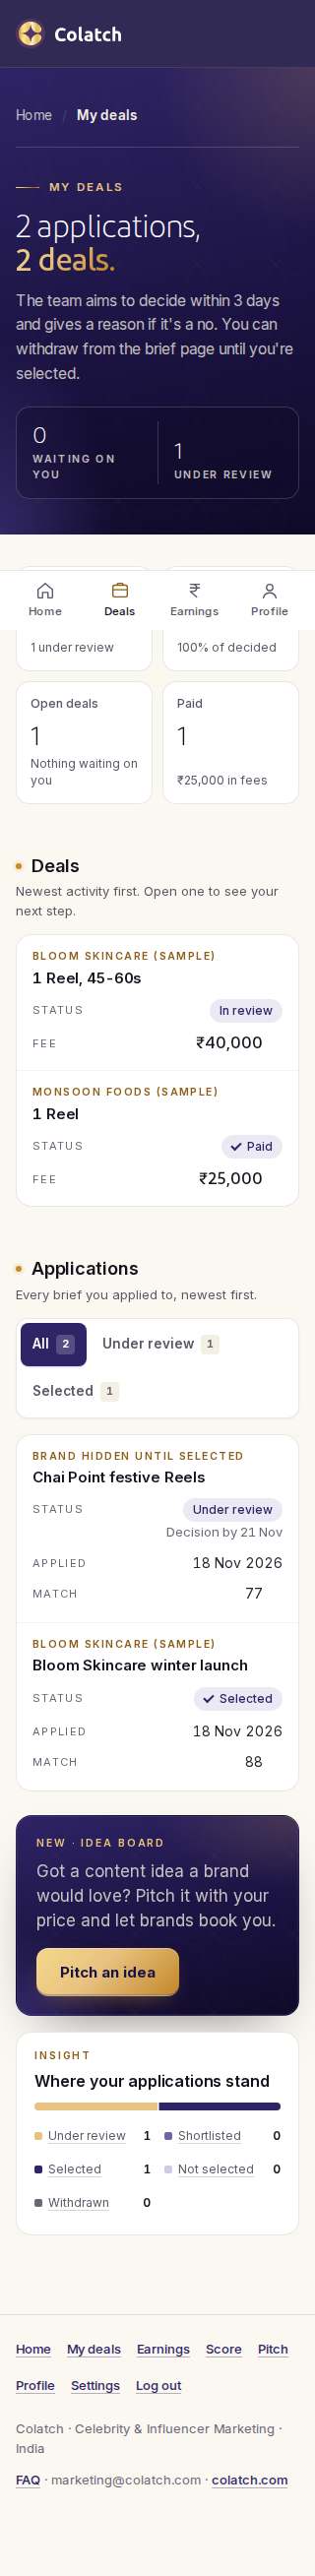 Colatch
Home / My deals
MY DEALS
2 applications,
2 deals.
The team aims to decide within 3 days
and gives a reason if it's a no. You can
withdraw from the brief page until you're
selected.
0
WAITING ON
YOU
1
UNDER REVIEW
Home Deals Earnings Profile
1 under review
100% of decided
Open deals
1
Nothing waiting on
you
Paid
1
₹25,000 in fees
Deals
Newest activity first. Open one to see your
next step.
BLOOM SKINCARE (SAMPLE)
1 Reel, 45-60s
STATUS In review
FEE ₹40,000
MONSOON FOODS (SAMPLE)
1 Reel
STATUS Paid
FEE ₹25,000
Applications
Every brief you applied to, newest first.
All 2 Under review 1
Selected 1
BRAND HIDDEN UNTIL SELECTED
Chai Point festive Reels
STATUS Under review
Decision by 21 Nov
APPLIED 18 Nov 2026
MATCH 77
BLOOM SKINCARE (SAMPLE)
Bloom Skincare winter launch
STATUS Selected
APPLIED 18 Nov 2026
MATCH 88
NEW · IDEA BOARD
Got a content idea a brand
would love? Pitch it with your
price and let brands book you.
Pitch an idea
INSIGHT
Where your applications stand
Under review 1 Shortlisted 0
Selected 1 Not selected 0
Withdrawn 0
Home My deals Earnings Score Pitch
Profile Settings Log out
Colatch · Celebrity & Influencer Marketing ·
India
FAQ · marketing@colatch.com · colatch.com